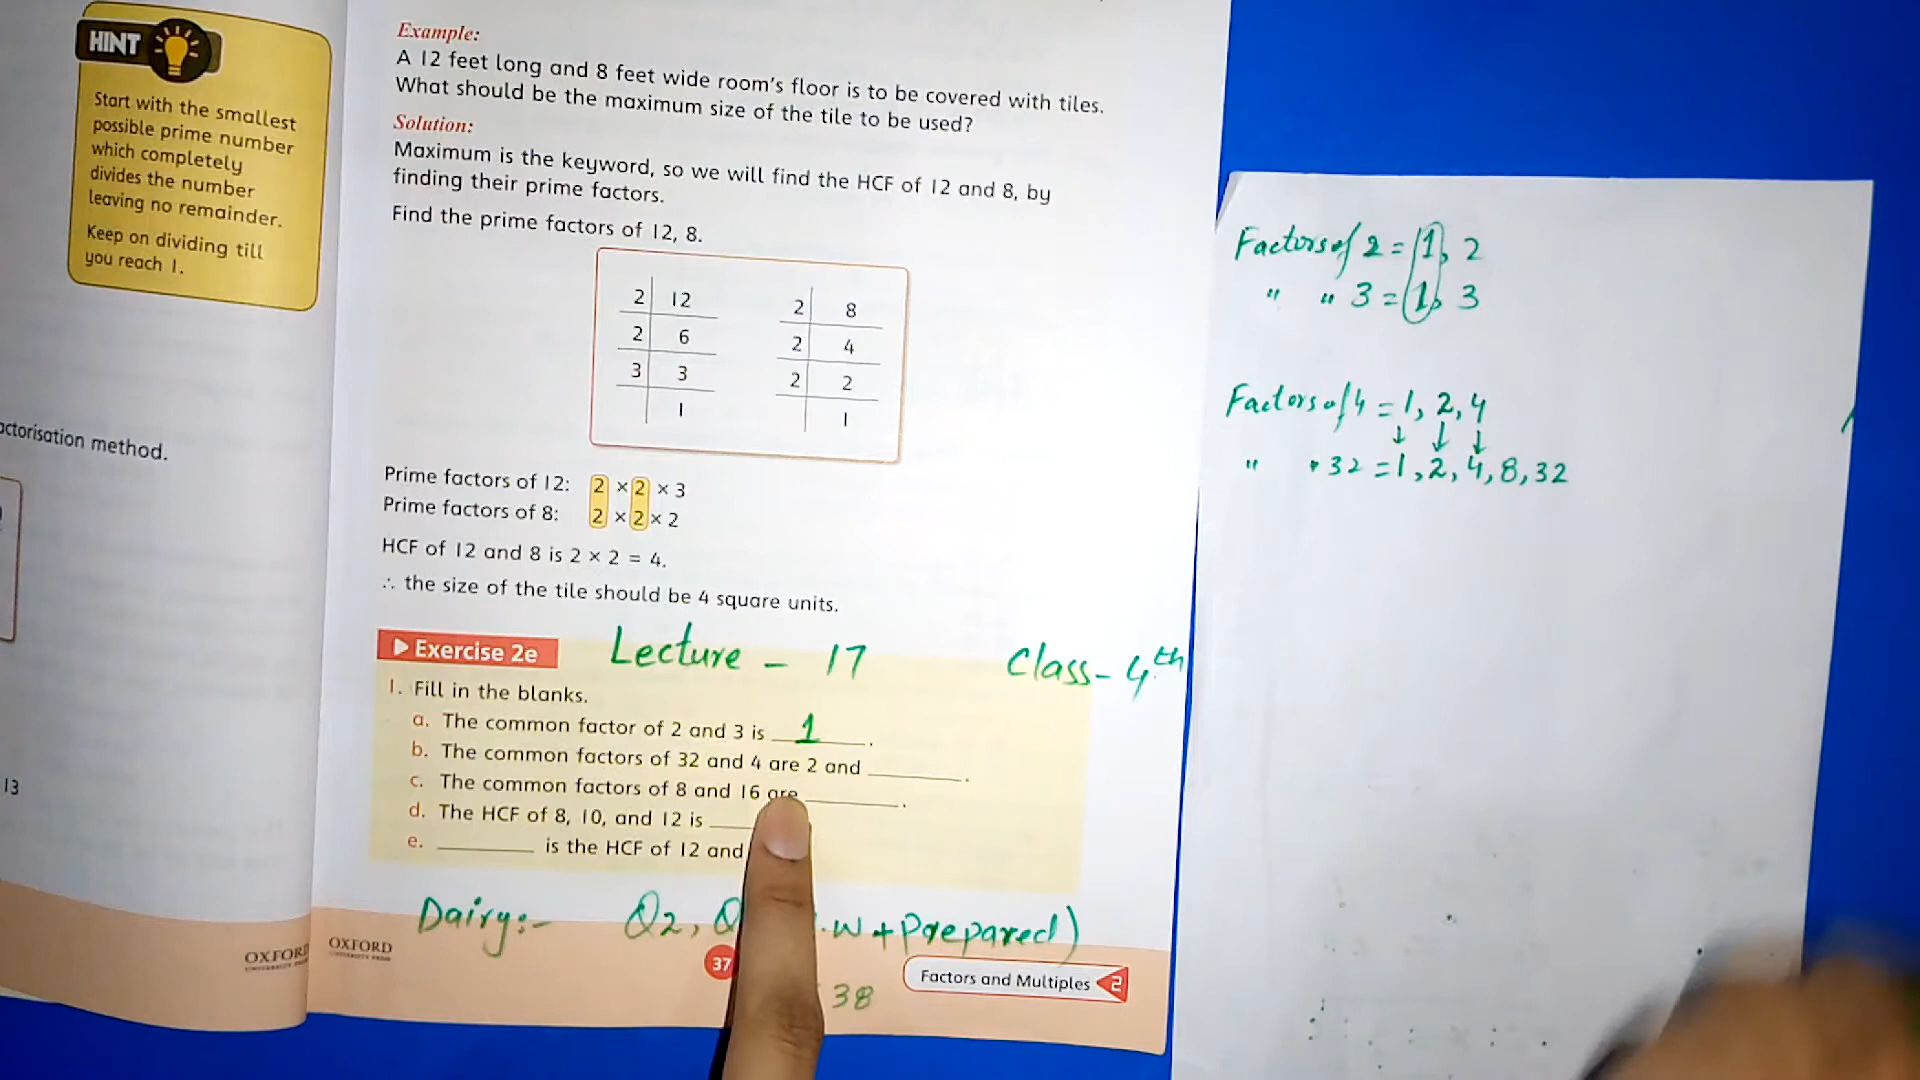 HINT
Start with the smallest
possible prime number
which completely
divides the number
leaving no remainder.
Keep on dividing till
you reach 1.
actorisation method.
13
OXFORD
Example:
A 12 feet long and 8 feet wide room's floor is to be covered with tiles.
What should be the maximum size of the tile to be used?
Solution:
Maximum is the keyword, so we will find the HCF of 12 and 8, by
finding their prime factors.
Find the prime factors of 12, 8.
2 12
2 6
3 3
1
2 8
2 4
2 2
1
Prime factors of 12: 2 × 2 × 3
Prime factors of 8: 2 × 2 × 2
HCF of 12 and 8 is 2 × 2 = 4.
∴ the size of the tile should be 4 square units.
Exercise 2e Lecture - 17 Class- 4th
1. Fill in the blanks.
a. The common factor of 2 and 3 is 1.
b. The common factors of 32 and 4 are 2 and ________.
c. The common factors of 8 and 16 are ________.
d. The HCF of 8, 10, and 12 is ____
e. ________ is the HCF of 12 and
Dairy:- Q2, Q .w + Prepared)
OXFORD
UNIVERSITY PRESS
37
38
Factors and Multiples 2
Factors of 2 = 1, 2
" " 3 = 1, 3
Factors of 4 = 1, 2, 4
↓ ↓ ↓
" " 32 = 1, 2, 4, 8, 32